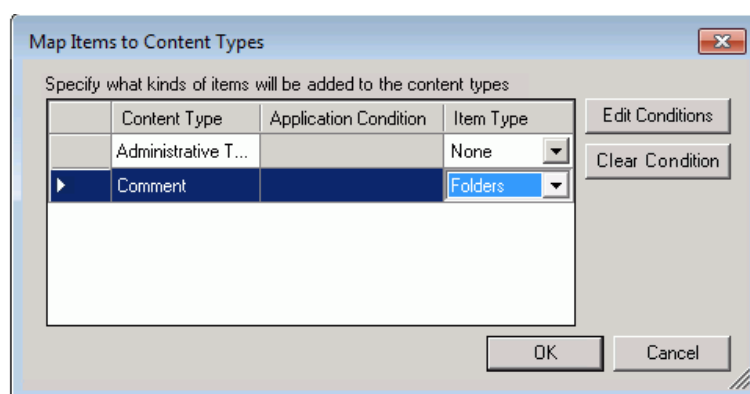 Map Items to Content Types
Specify what kinds of items will be added to the content types
Content Type Application Condition Item Type Edit Conditions
Administrative T... None Clear Condition
Comment Folders
OK Cancel